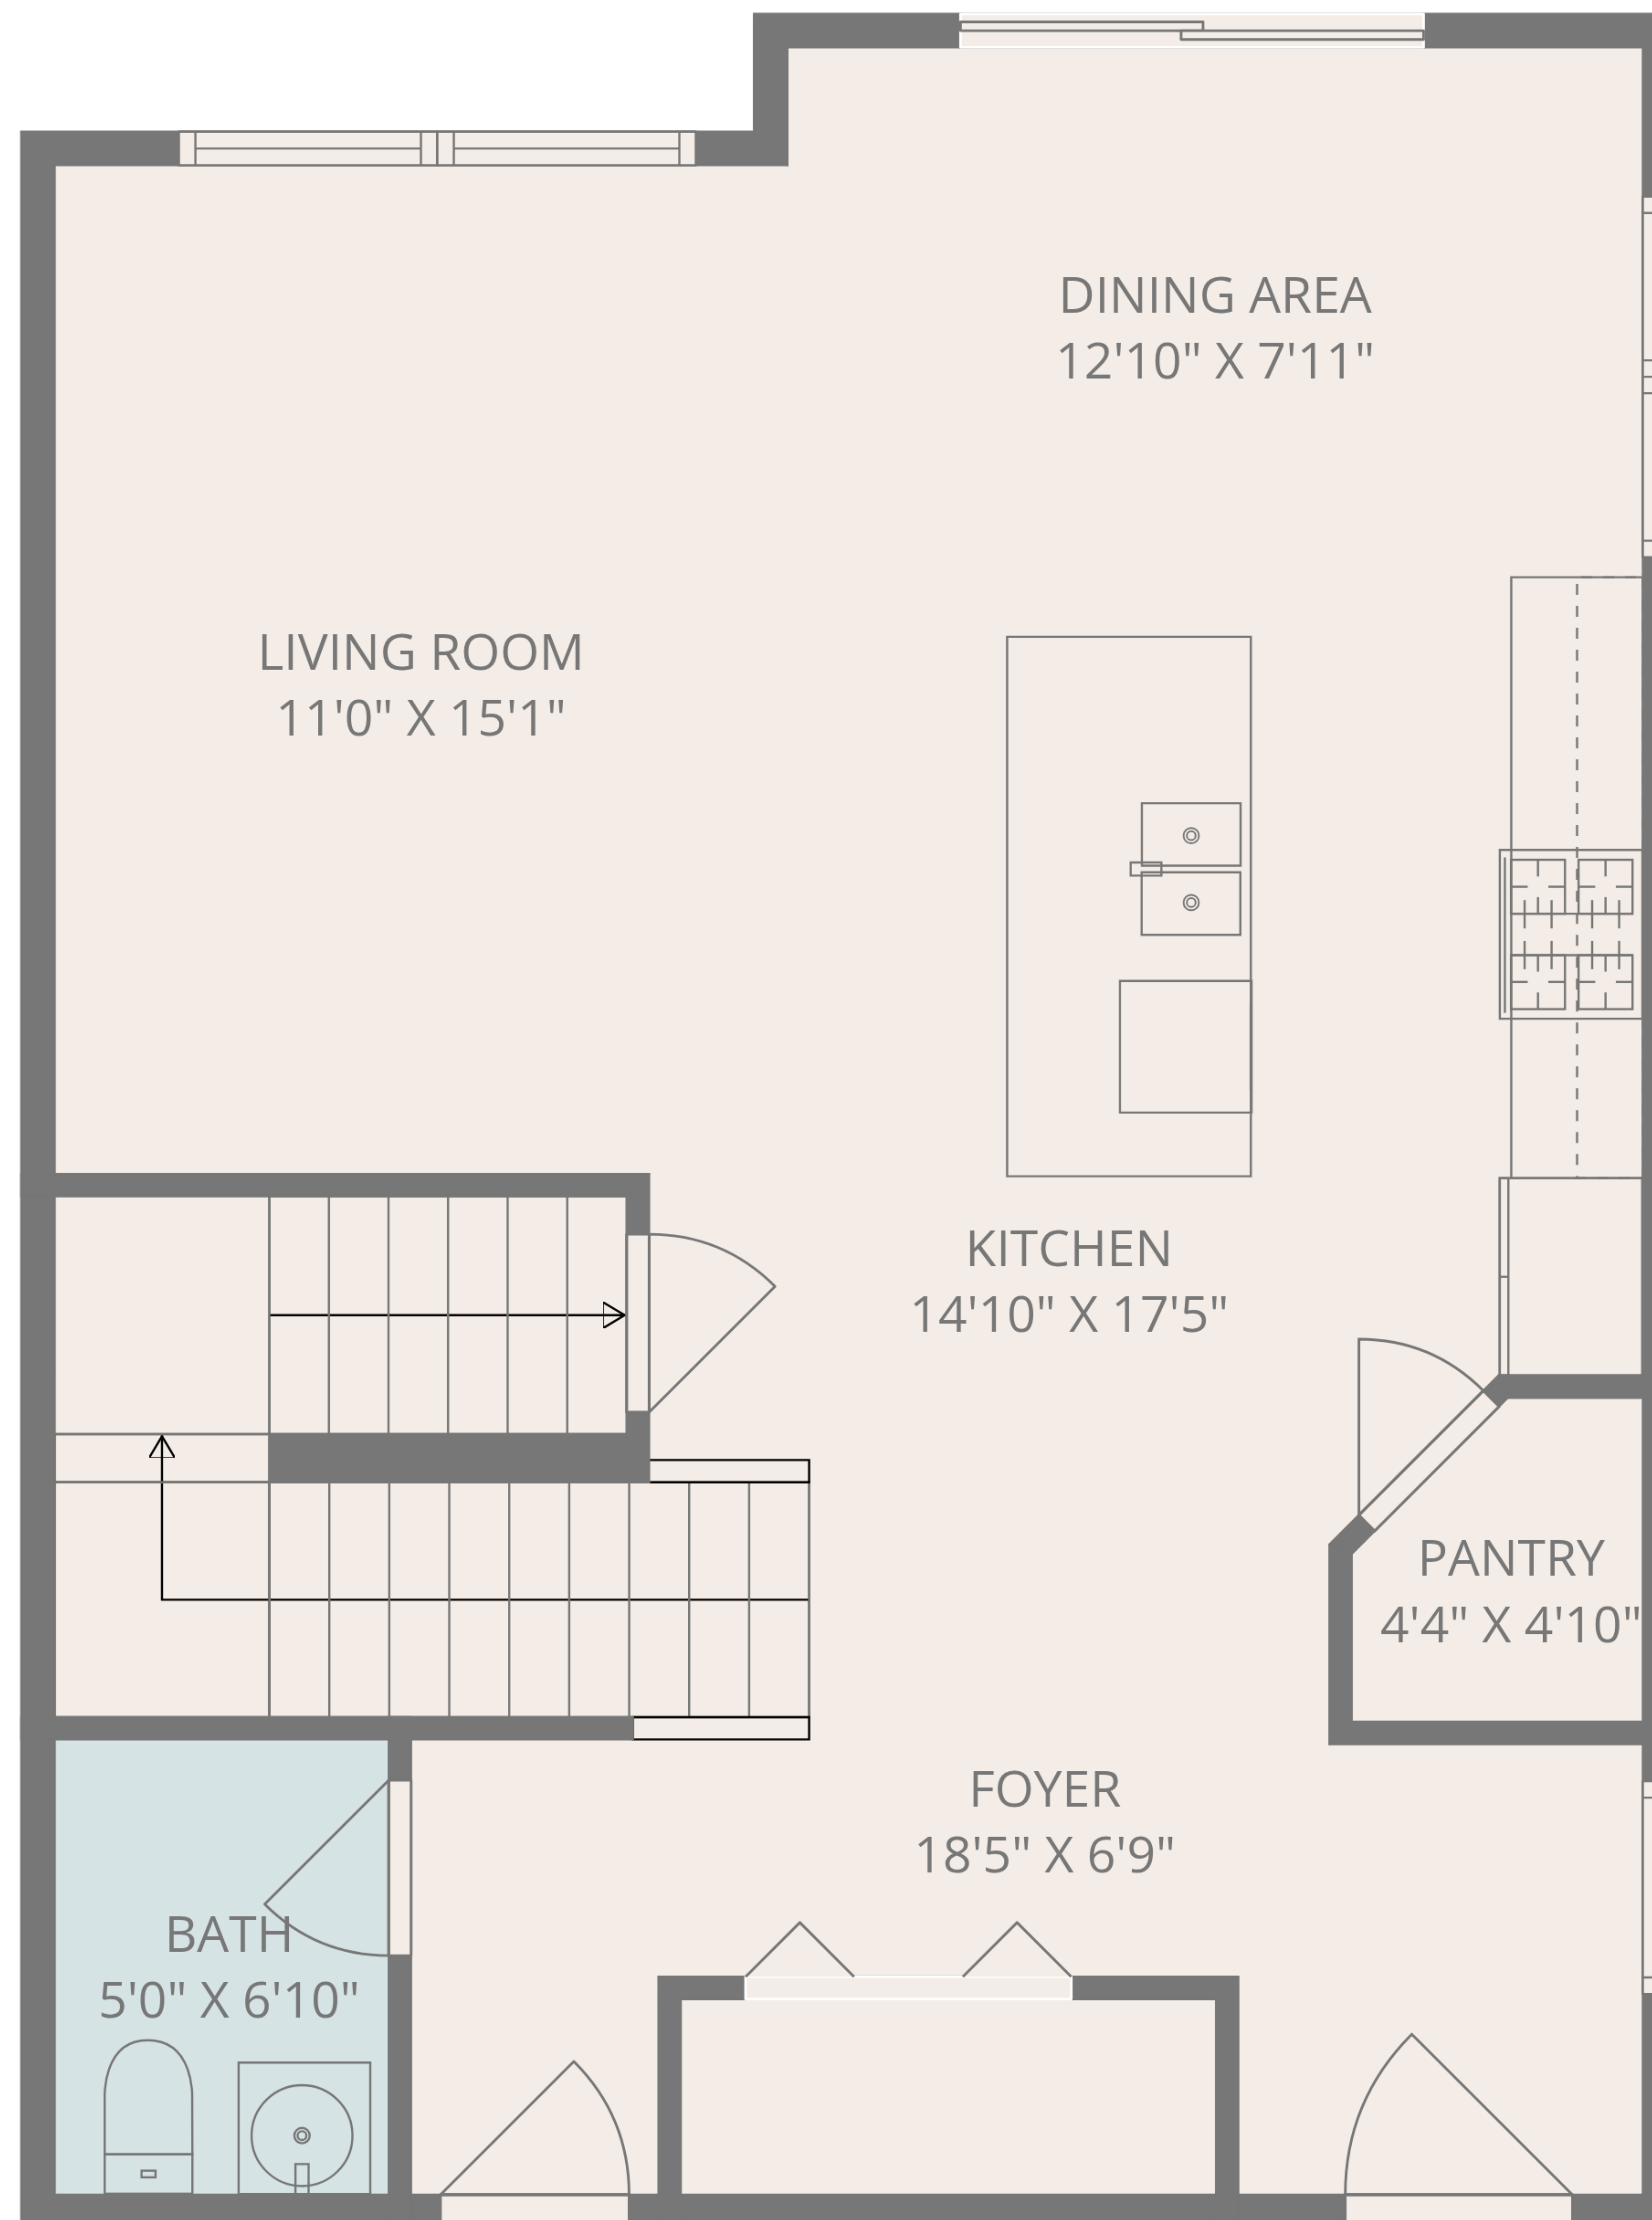 DINING AREA
12'10" X 7'11"
LIVING ROOM
11'0" X 15'1"
KITCHEN
14'10" X 17'5"
PANTRY
4'4" X 4'10"
FOYER
18'5" X 6'9"
BATH
5'0" X 6'10"